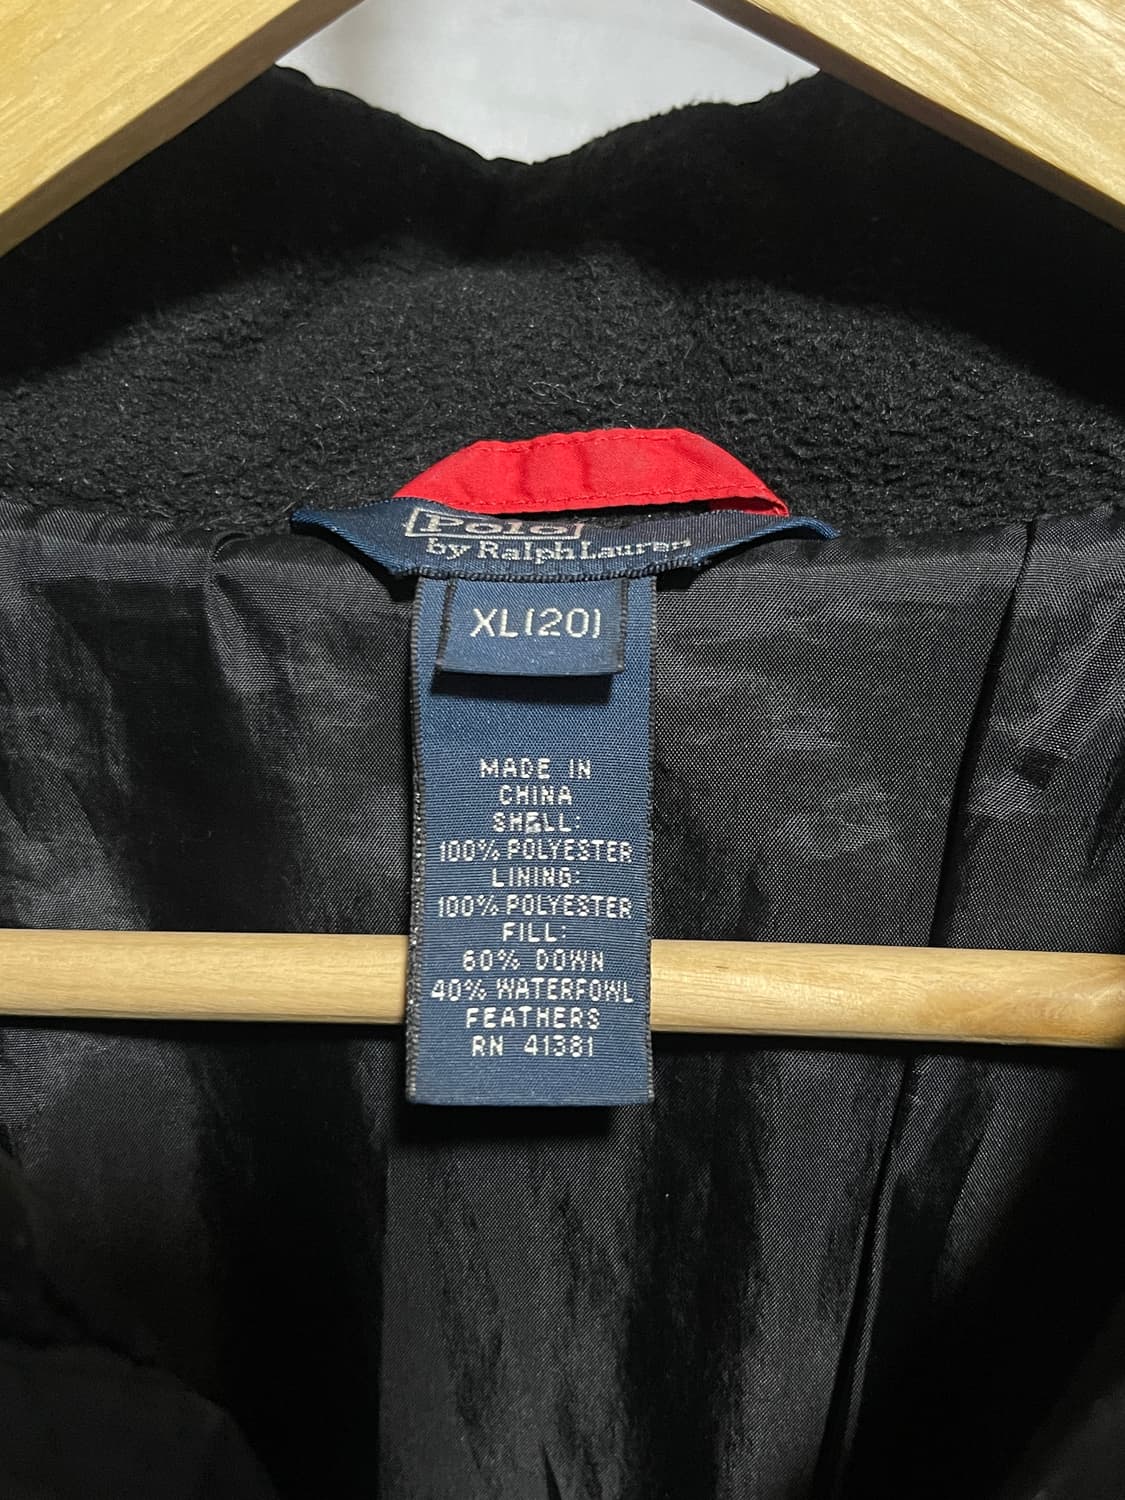 Polo
by Ralph Lauren
XL(20)
MADE IN
CHINA
SHELL:
100% POLYESTER
LINING:
100% POLYESTER
FILL:
60% DOWN
40% WATERFOWL
FEATHERS
RN 41381